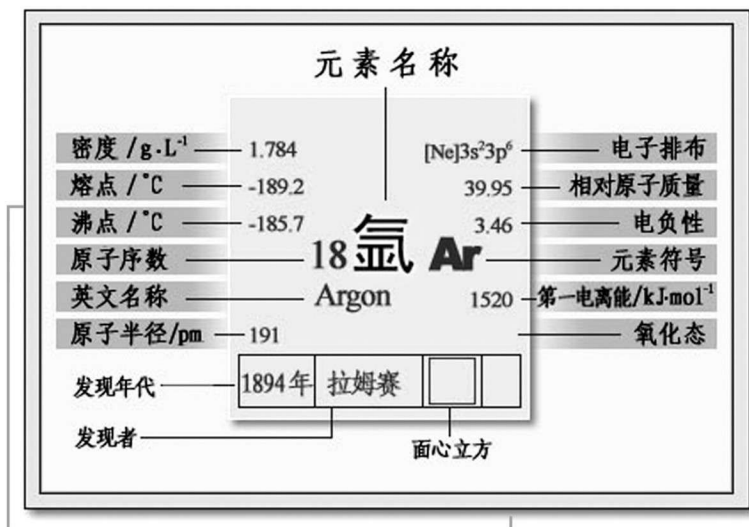 元素名称
密度 /g·L⁻¹ 1.784 [Ne]3s²3p⁶ 电子排布
熔点 /°C -189.2 39.95 相对原子质量
沸点 /°C -185.7 3.46 电负性
原子序数 18 氩 Ar 元素符号
英文名称 Argon 1520 第一电离能/kJ·mol⁻¹
原子半径/pm 191 氧化态
发现年代 1894年 拉姆赛
发现者 面心立方